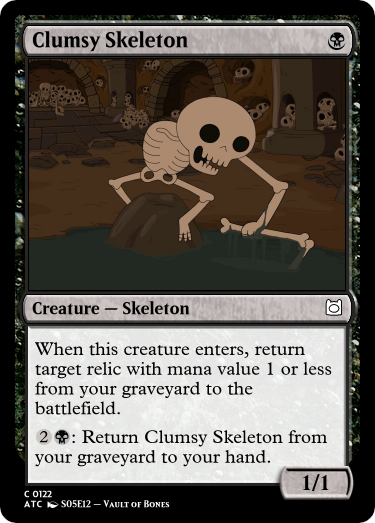 Clumsy Skeleton
Creature — Skeleton
When this creature enters, return
target relic with mana value 1 or less
from your graveyard to the
battlefield.
2 : Return Clumsy Skeleton from
your graveyard to your hand.
1/1
C 0122
ATC S05E12 — Vault of Bones